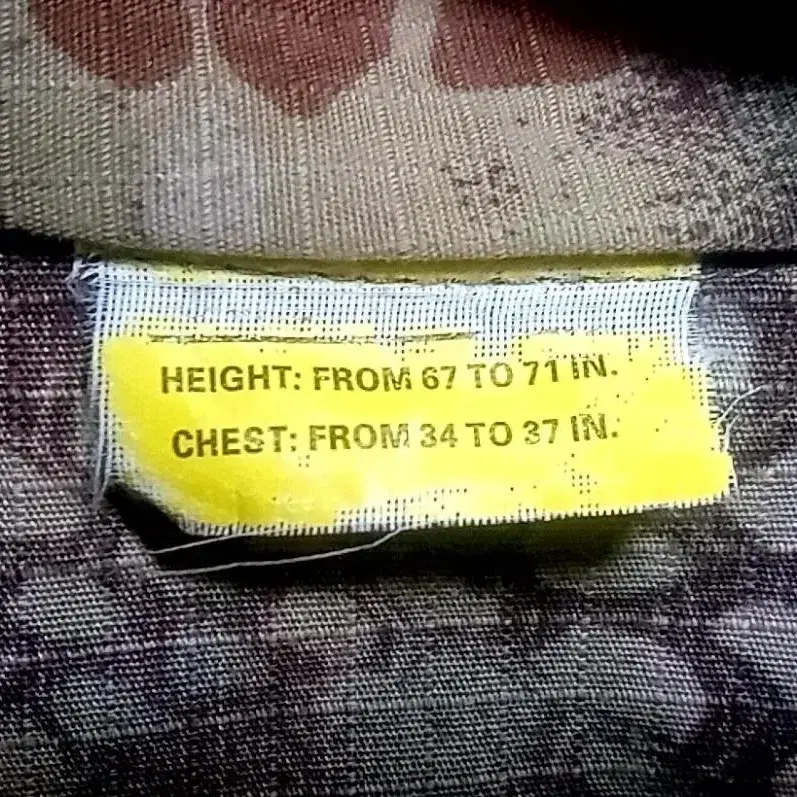 HEIGHT: FROM 67 TO 71 IN.
CHEST: FROM 34 TO 37 IN.